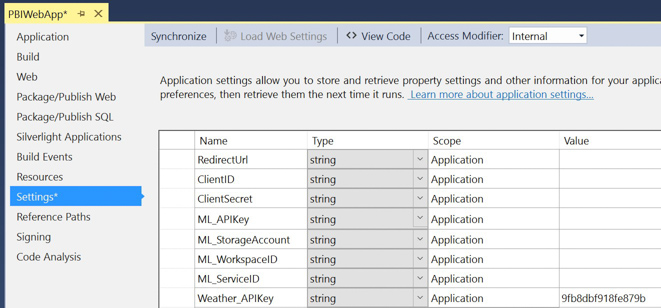 PBIWebApp*
Application
Build
Web
Package/Publish Web
Package/Publish SQL
Silverlight Applications
Build Events
Resources
Settings*
Reference Paths
Signing
Code Analysis
Synchronize Load Web Settings <> View Code Access Modifier: Internal
Application settings allow you to store and retrieve property settings and other information for your applica
preferences, then retrieve them the next time it runs. Learn more about application settings...
Name Type Scope Value
RedirectUrl string Application
ClientID string Application
ClientSecret string Application
ML_APIKey string Application
ML_StorageAccount string Application
ML_WorkspaceID string Application
ML_ServiceID string Application
Weather_APIKey string Application 9fb8dbf918fe879b